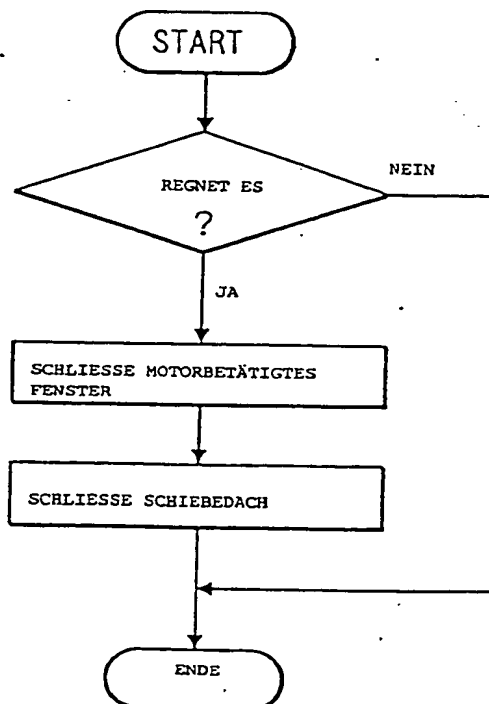 START
REGNET ES
?
NEIN
JA
SCHLIESSE MOTORBETÄTIGTES
FENSTER
SCHLIESSE SCHIEBEDACH
ENDE